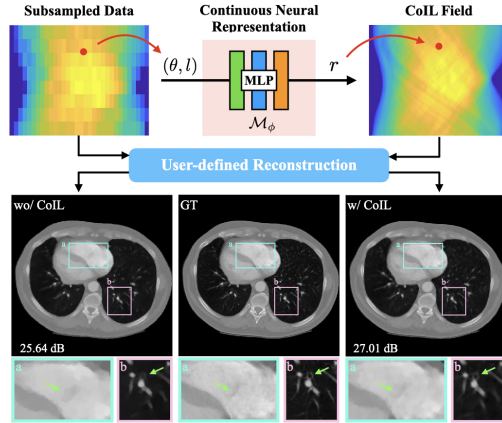 Subsampled Data
Continuous Neural
Representation
CoIL Field
(θ, l)
MLP
r
ℳϕ
User-defined Reconstruction
wo/ CoIL
GT
w/ CoIL
a
a
a
b
b
b
25.64 dB
27.01 dB
a
b
a
b
a
b